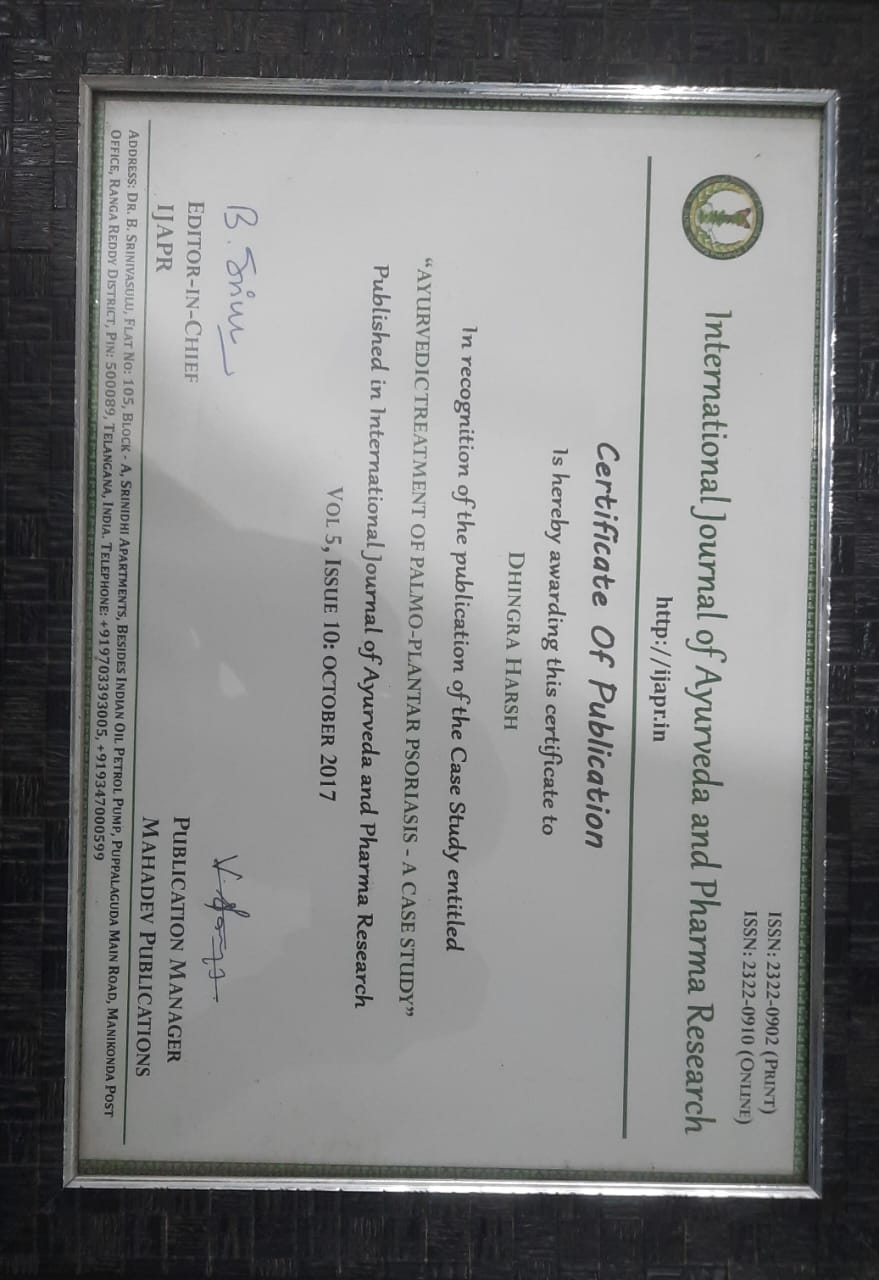 ISSN: 2322-0902 (PRINT)
ISSN: 2322-0910 (ONLINE)
International Journal of Ayurveda and Pharma Research
http://ijapr.in
Certificate Of Publication
Is hereby awarding this certificate to
DHINGRA HARSH
In recognition of the publication of the Case Study entitled
“AYURVEDICTREATMENT OF PALMO-PLANTAR PSORIASIS - A CASE STUDY”
Published in International Journal of Ayurveda and Pharma Research
VOL 5, ISSUE 10: OCTOBER 2017
B. Srinu
EDITOR-IN-CHIEF
IJAPR
PUBLICATION MANAGER
MAHADEV PUBLICATIONS
ADDRESS: DR. B. SRINIVASULU, FLAT NO: 105, BLOCK - A, SRINIDHI APARTMENTS, BESIDES INDIAN OIL PETROL PUMP, PUPPALAGUDA MAIN ROAD, MANIKONDA POST
OFFICE, RANGA REDDY DISTRICT, PIN: 500089, TELANGANA, INDIA. TELEPHONE: +919703393005, +919347000599